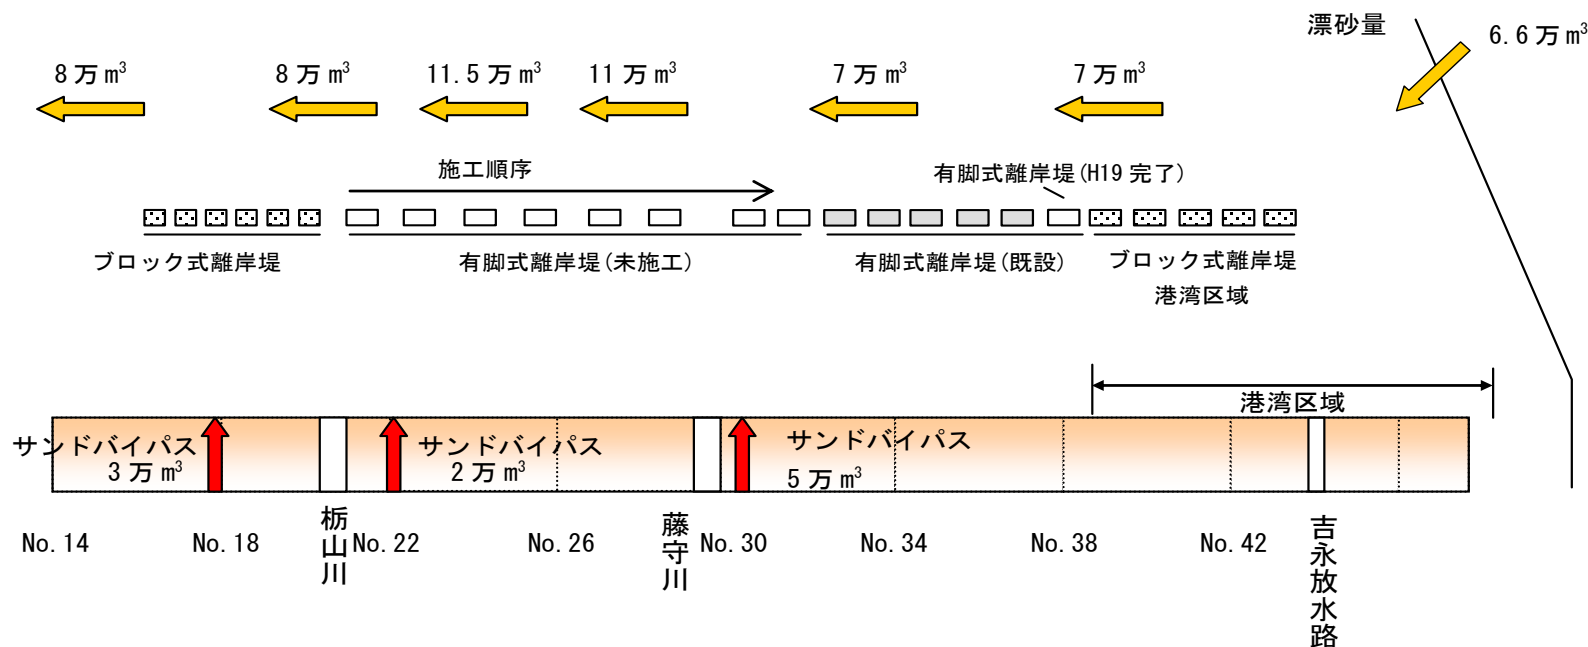 漂砂量
6.6万m³
8万m³
8万m³
11.5万m³
11万m³
7万m³
7万m³
施工順序
有脚式離岸堤(H19完了)
ブロック式離岸堤
有脚式離岸堤(未施工)
有脚式離岸堤(既設)
ブロック式離岸堤
港湾区域
港湾区域
サンドバイパス
3万m³
サンドバイパス
2万m³
サンドバイパス
5万m³
No.14
No.18
栃山川
No.22
No.26
藤守川
No.30
No.34
No.38
No.42
吉永放水路